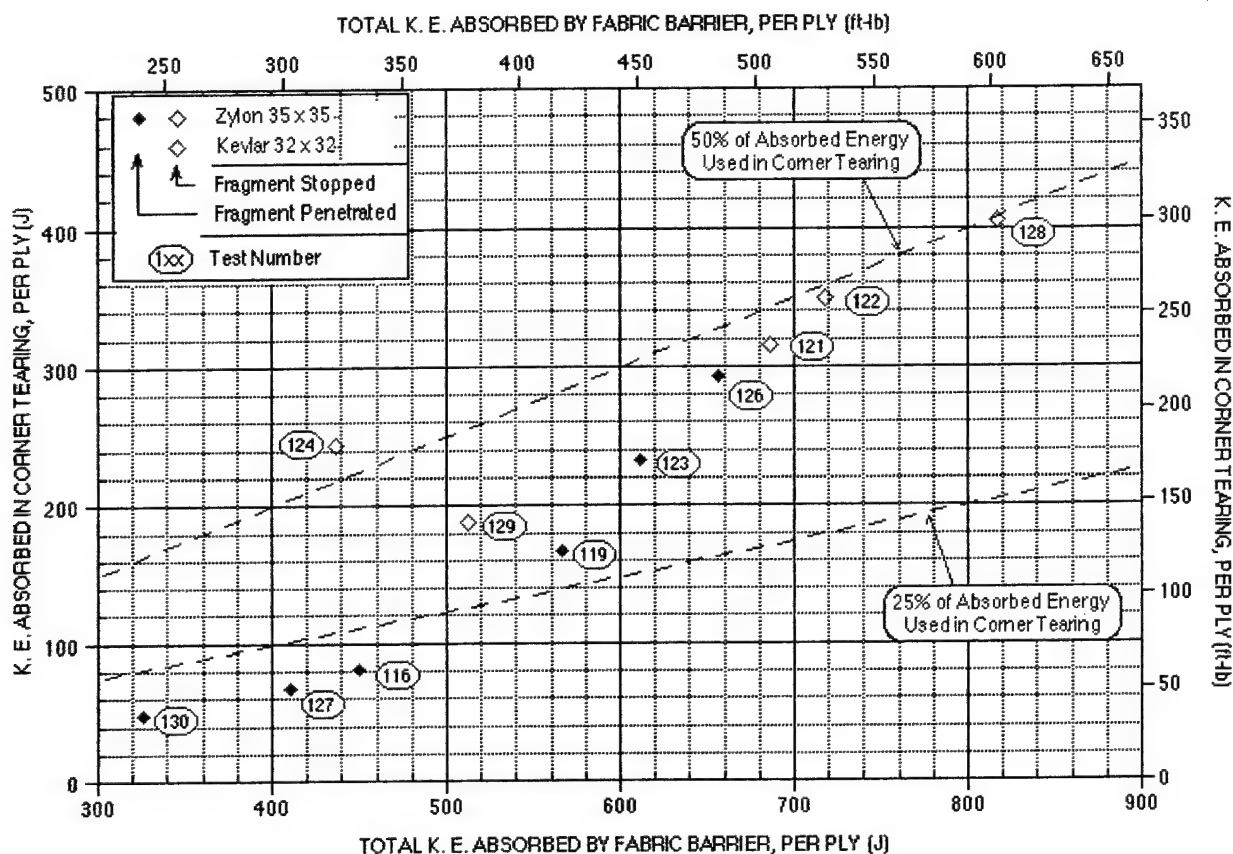 TOTAL K. E. ABSORBED BY FABRIC BARRIER, PER PLY (ft-lb)
250 300 350 400 450 500 550 600 650
500
400
300
200
100
0
K. E. ABSORBED IN CORNER TEARING, PER PLY (J)
Zylon 35 x 35
Kevlar 32 x 32
Fragment Stopped
Fragment Penetrated
1xx Test Number
50% of Absorbed Energy
Used in Corner Tearing
128
122
121
126
124
123
129
119
25% of Absorbed Energy
Used in Corner Tearing
116
127
130
350
300
250
200
150
100
50
0
K. E. ABSORBED IN CORNER TEARING, PER PLY (ft-lb)
300 400 500 600 700 800 900
TOTAL K. E. ABSORBED BY FABRIC BARRIER, PER PLY (J)